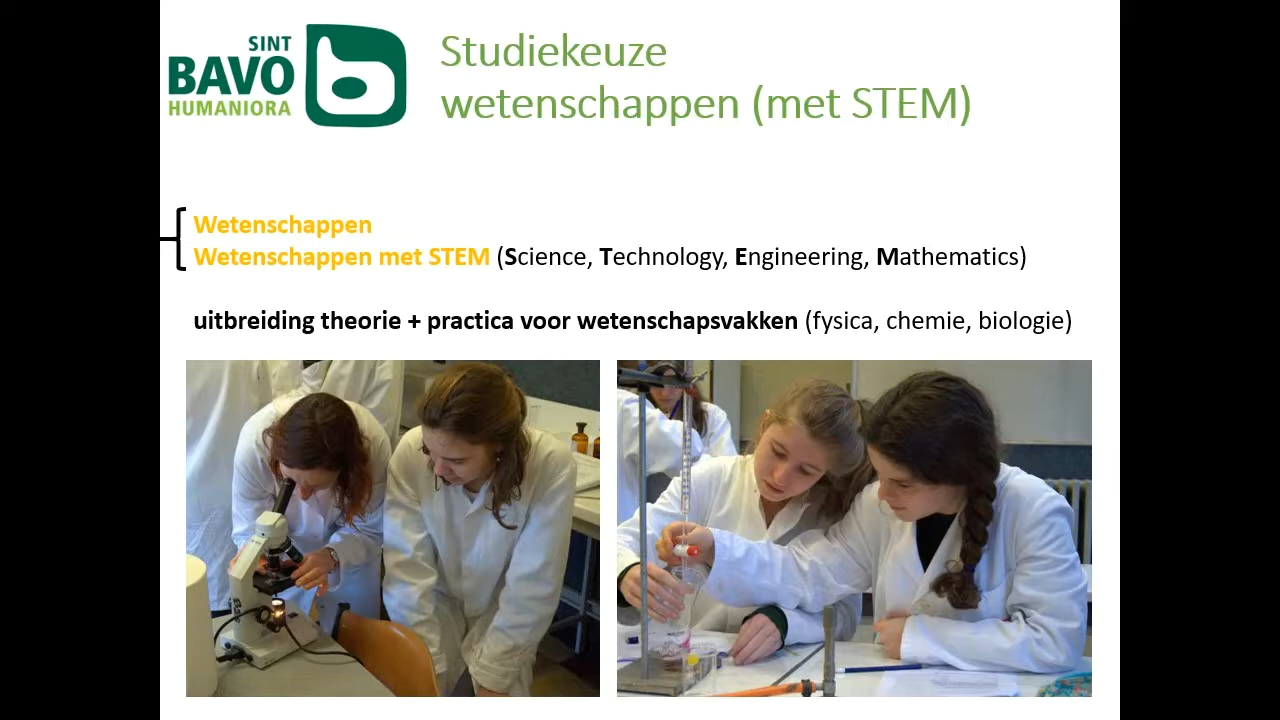 SINT
BAVO
HUMANIORA
Studiekeuze
wetenschappen (met STEM)
Wetenschappen
Wetenschappen met STEM (Science, Technology, Engineering, Mathematics)
uitbreiding theorie + practica voor wetenschapsvakken (fysica, chemie, biologie)